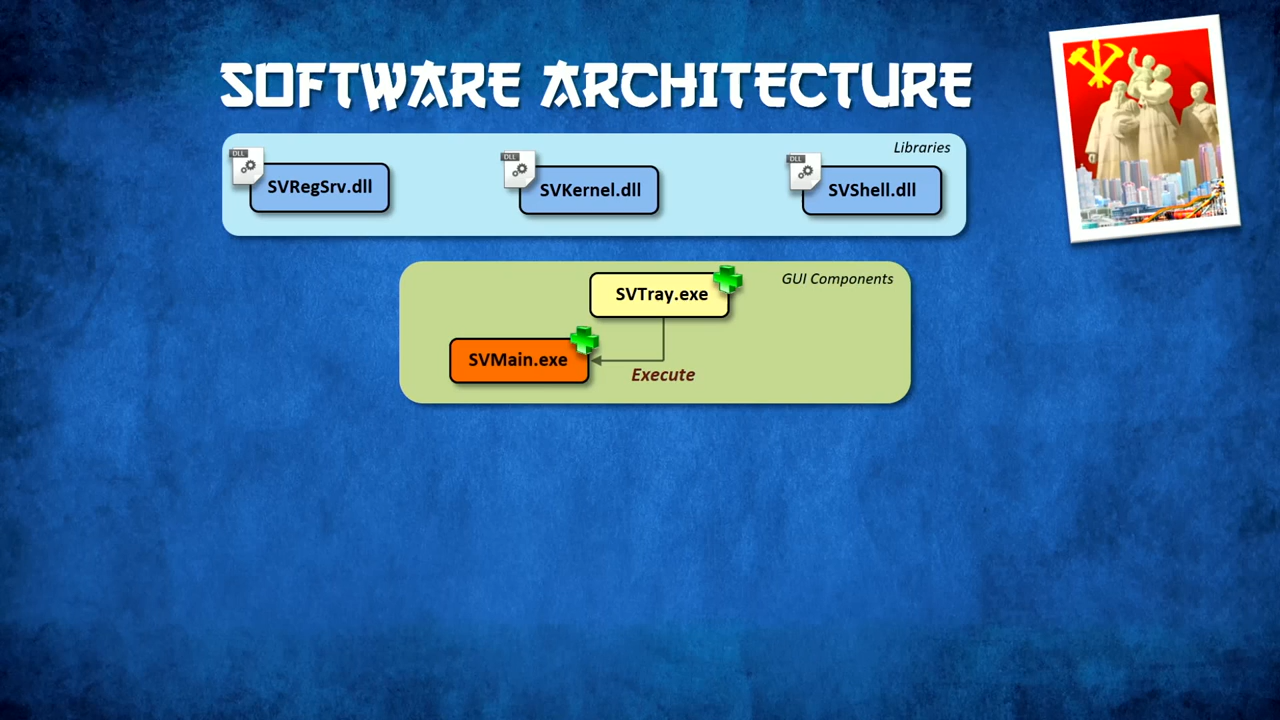 SOFTWARE ARCHITECTURE
Libraries
DLL
SVRegSrv.dll
DLL
SVKernel.dll
DLL
SVShell.dll
GUI Components
SVTray.exe
SVMain.exe
Execute